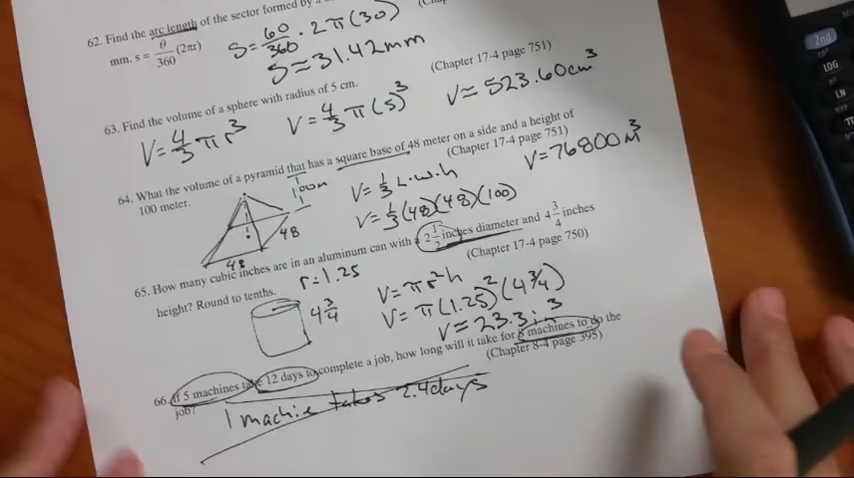 62. Find the arc length of the sector formed by a
mm. s = θ/360 (2πr)
S = 60/360 · 2π(30)
S ≈ 31.42mm
63. Find the volume of a sphere with radius of 5 cm.
(Chapter 17-4 page 751)
V = 4/3 π r³
V = 4/3 π (5)³
V ≈ 523.60cm³
64. What the volume of a pyramid that has a square base of 48 meter on a side and a height of
100 meter.
(Chapter 17-4 page 751)
100m
48
48
V = 1/3 L·w·h
V = 1/3 (48)(48)(100)
V = 76800 M³
65. How many cubic inches are in an aluminum can with a 2 1/2 inches diameter and 4 3/4 inches
height? Round to tenths.
(Chapter 17-4 page 750)
r = 1.25
4 3/4
V = πr²h
V = π(1.25)²(4 3/4)
V ≈ 23.3 in³
66. If 5 machines take 12 days to complete a job, how long will it take for 8 machines to do the
job?
(Chapter 8-4 page 395)
1 machie takes 2.4 days
2nd
LOG
LN